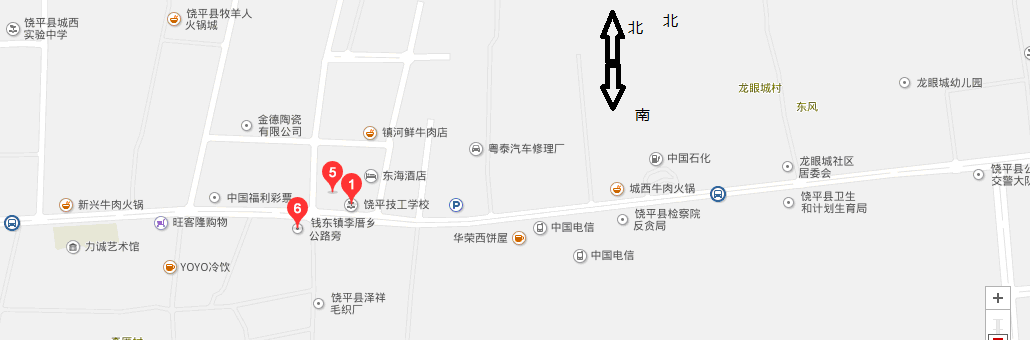 饶平县城西
实验中学
饶平县牧羊人
火锅城
北
北
南
龙眼城村
东风
龙眼城幼儿园
金德陶瓷
有限公司
镇河鲜牛肉店
粤泰汽车修理厂
中国石化
龙眼城社区
居委会
饶平县公
交警大队
5
1
东海酒店
城西牛肉火锅
新兴牛肉火锅
中国福利彩票
6
饶平技工学校
P
饶平县卫生
和计划生育局
旺客隆购物
钱东镇李厝乡
公路旁
饶平县检察院
反贪局
中国电信
华荣西饼屋
力诚艺术馆
中国电信
YOYO冷饮
饶平县泽祥
毛织厂
+